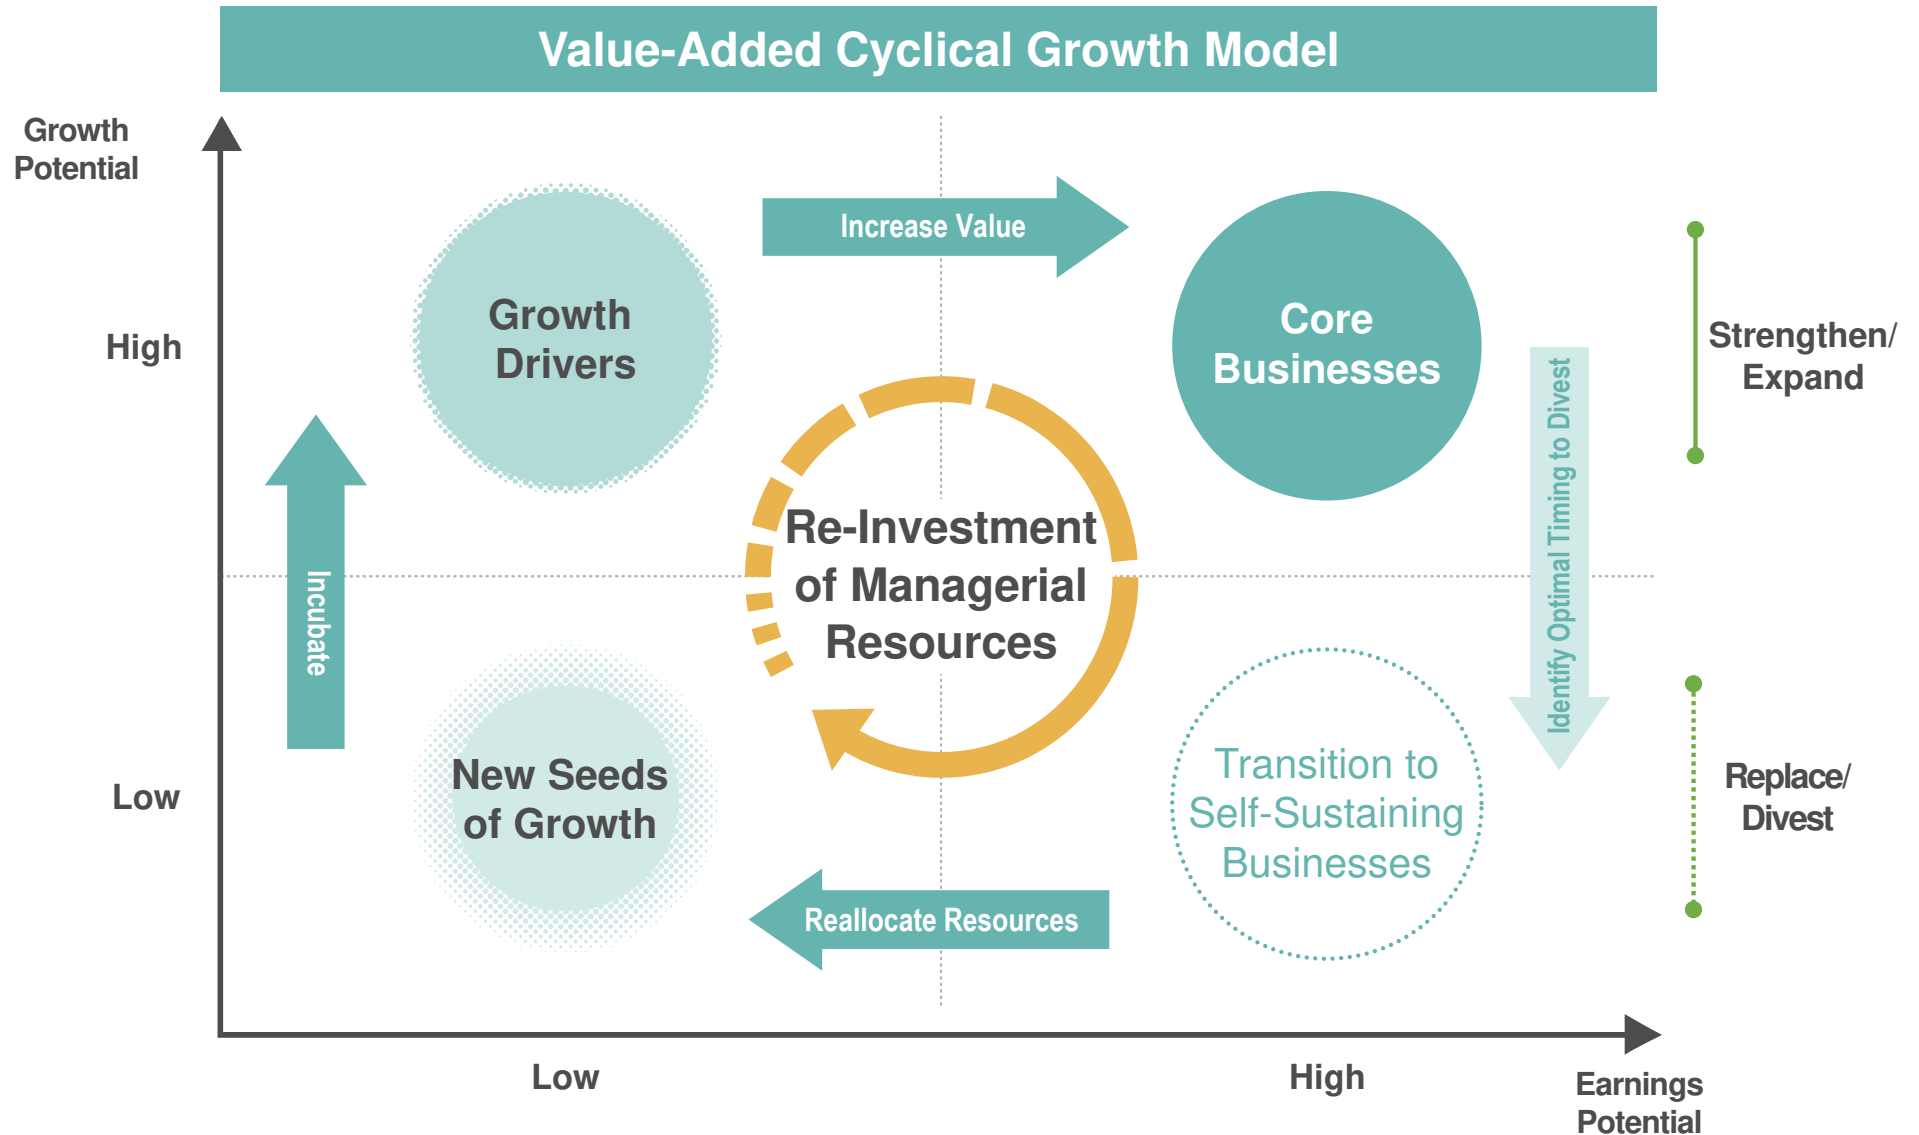 Value-Added Cyclical Growth Model
Growth
Potential
Increase Value
Growth
Drivers
Core
Businesses
High
Strengthen/
Expand
Identify Optimal Timing to Divest
Re-Investment
of Managerial
Resources
Incubate
New Seeds
of Growth
Low
Transition to
Self-Sustaining
Businesses
Replace/
Divest
Reallocate Resources
Low
High
Earnings
Potential